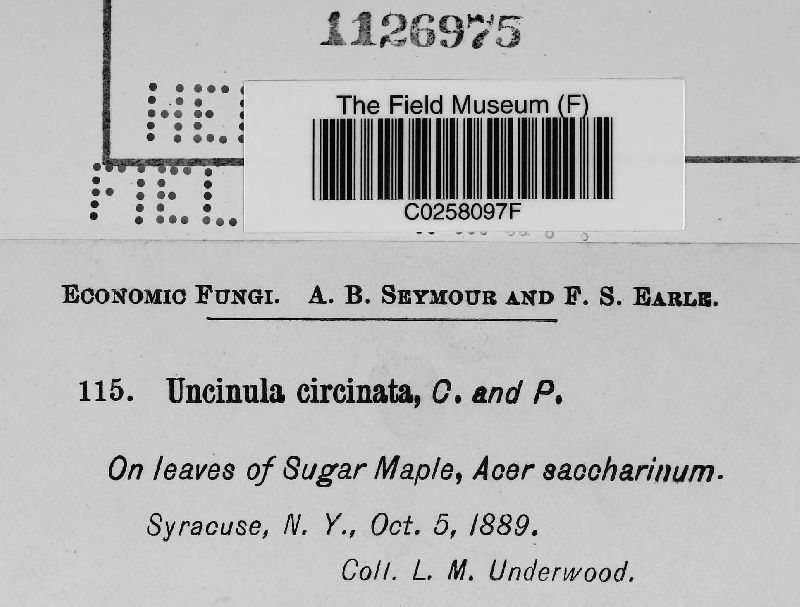 1126975
The Field Museum (F)
C0258097F
ECONOMIC FUNGI. A. B. SEYMOUR AND F. S. EARLE.
115. Uncinula circinata, C. and P.
On leaves of Sugar Maple, Acer saccharinum.
Syracuse, N. Y., Oct. 5, 1889.
Coll. L. M. Underwood.